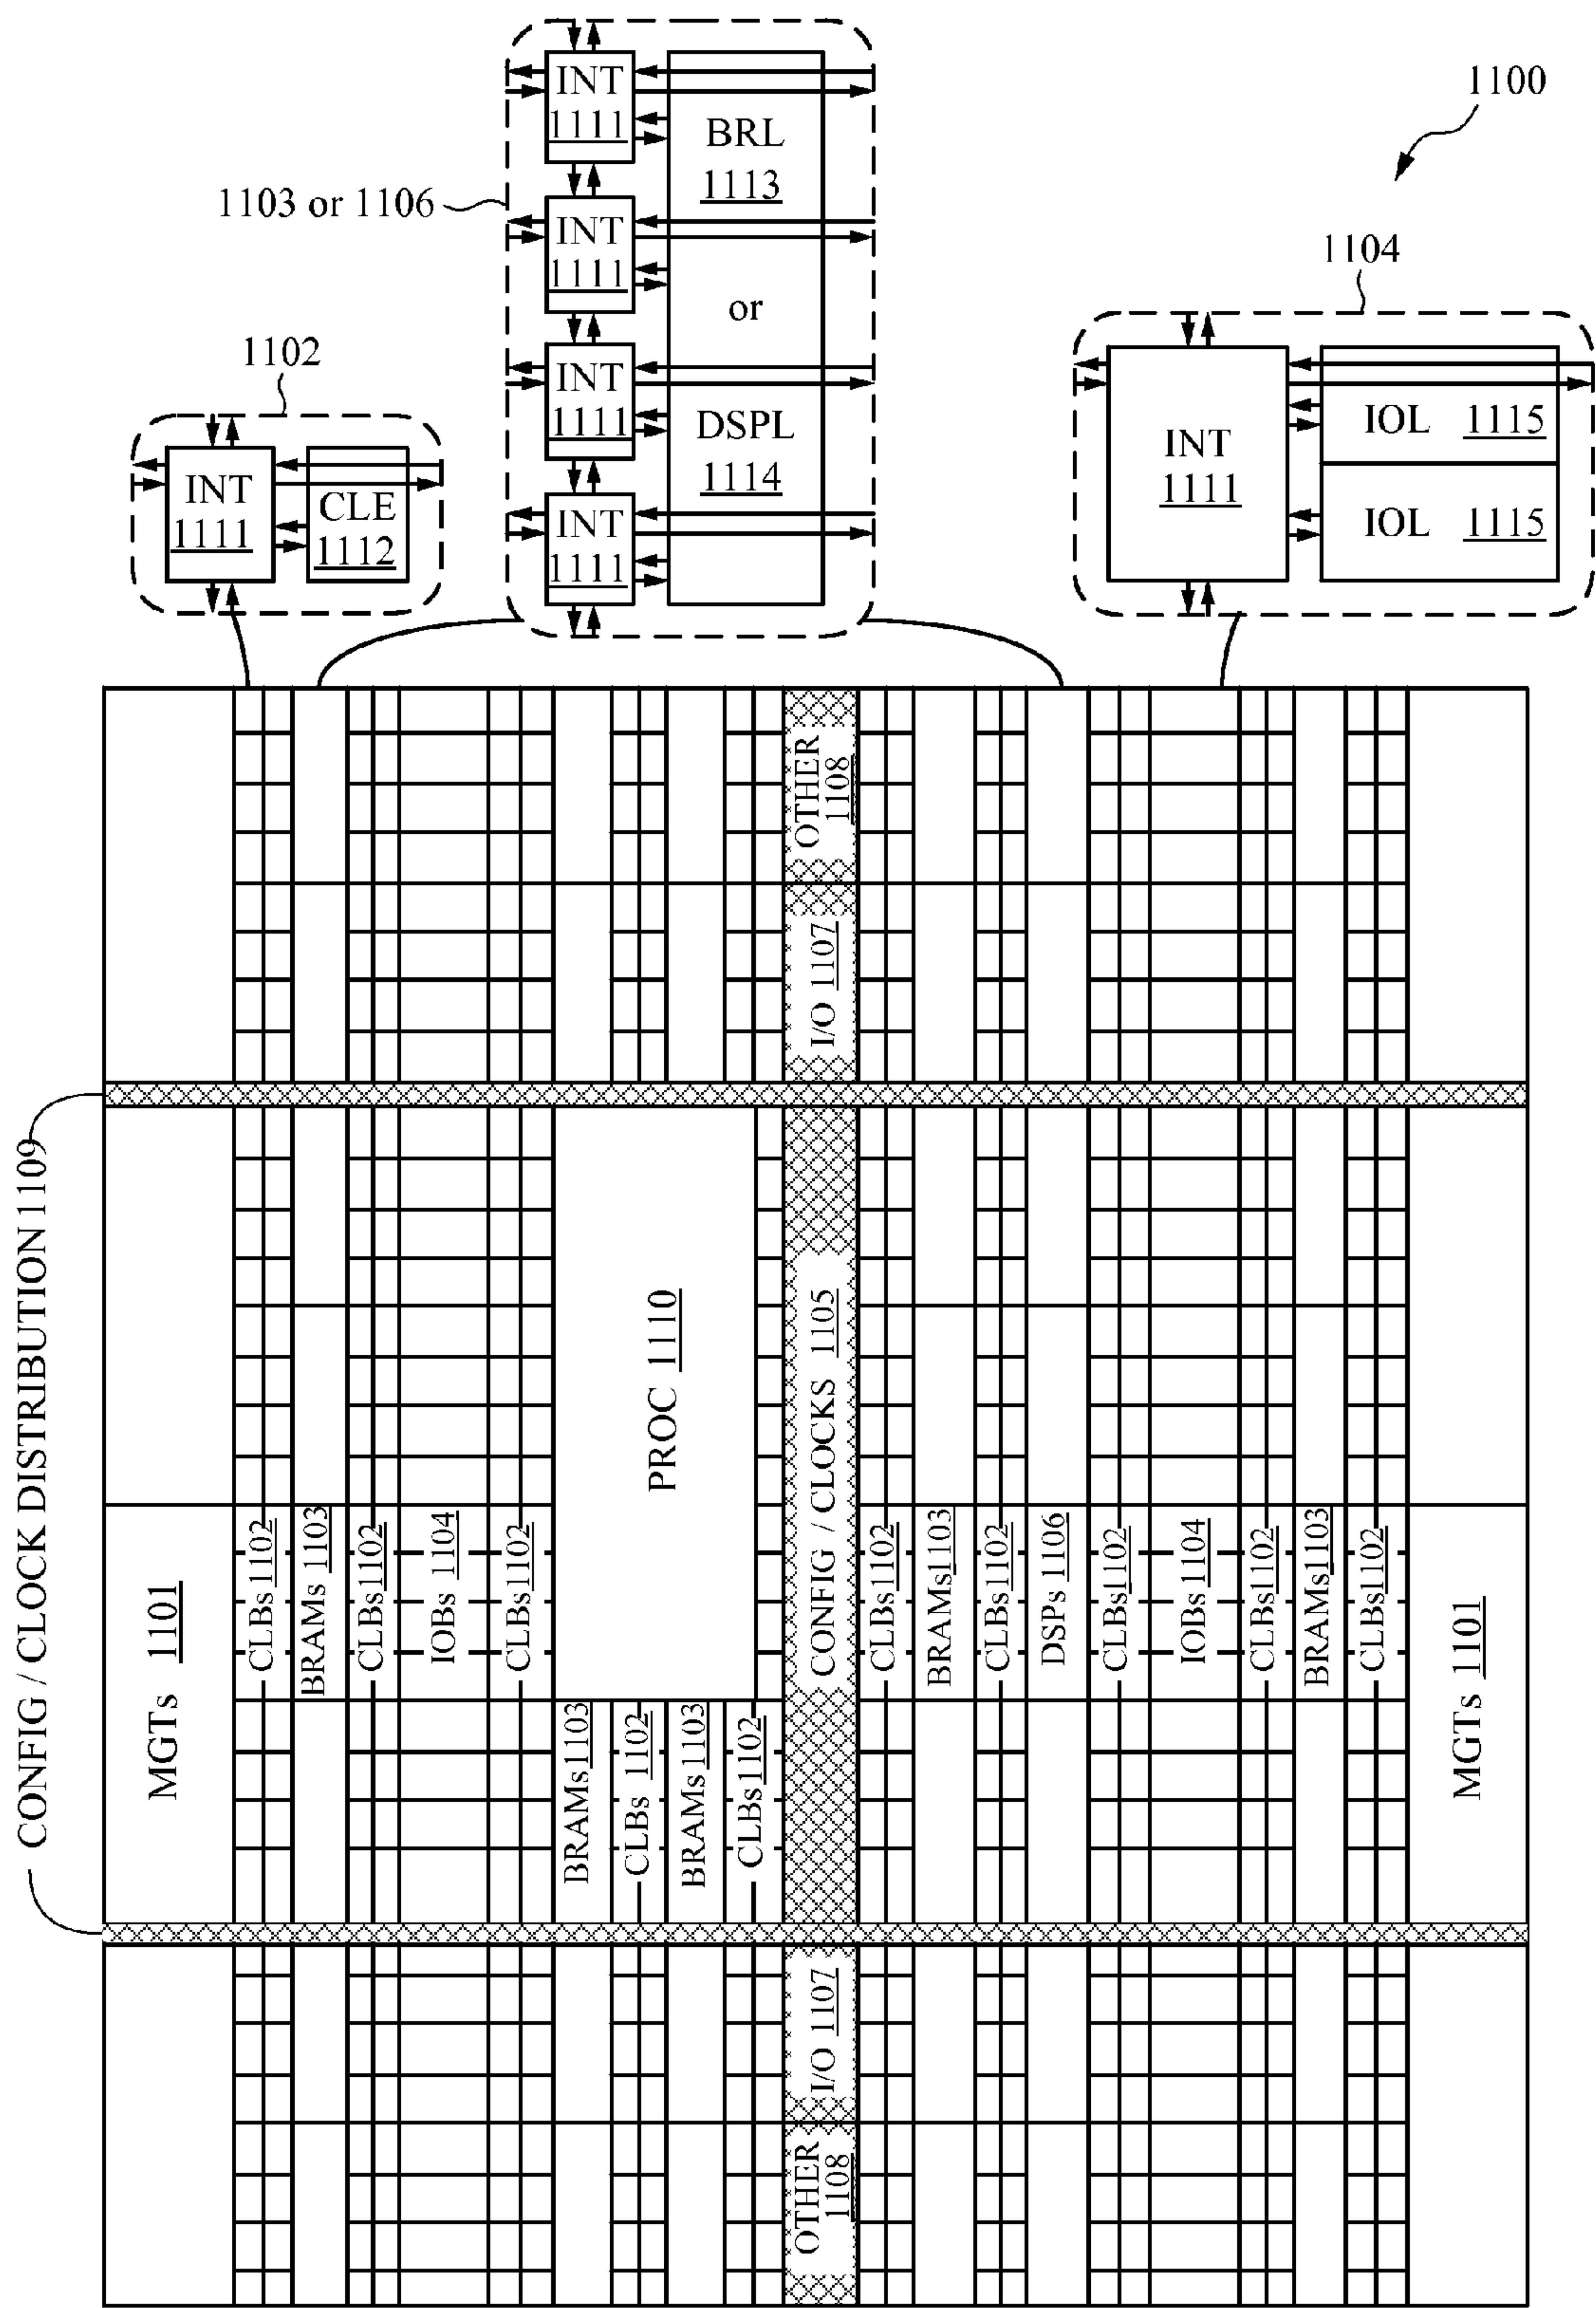 1100
1103 or 1106
1104
1102
INT
1111
INT
1111
INT
1111
INT
1111
BRL
1113
or
DSPL
1114
INT
1111
CLE
1112
INT
1111
IOL 1115
IOL 1115
OTHER
1108
I/O 1107
CONFIG / CLOCK DISTRIBUTION 1109
PROC 1110
CONFIG / CLOCKS 1105
MGTs 1101
CLBs 1102
BRAMs 1103
CLBs 1102
IOBs 1104
CLBs 1102
BRAMs 1103
CLBs 1102
BRAMs 1103
CLBs 1102
CLBs 1102
BRAMs 1103
CLBs 1102
DSPs 1106
CLBs 1102
IOBs 1104
CLBs 1102
BRAMs 1103
CLBs 1102
MGTs 1101
I/O 1107
OTHER
1108